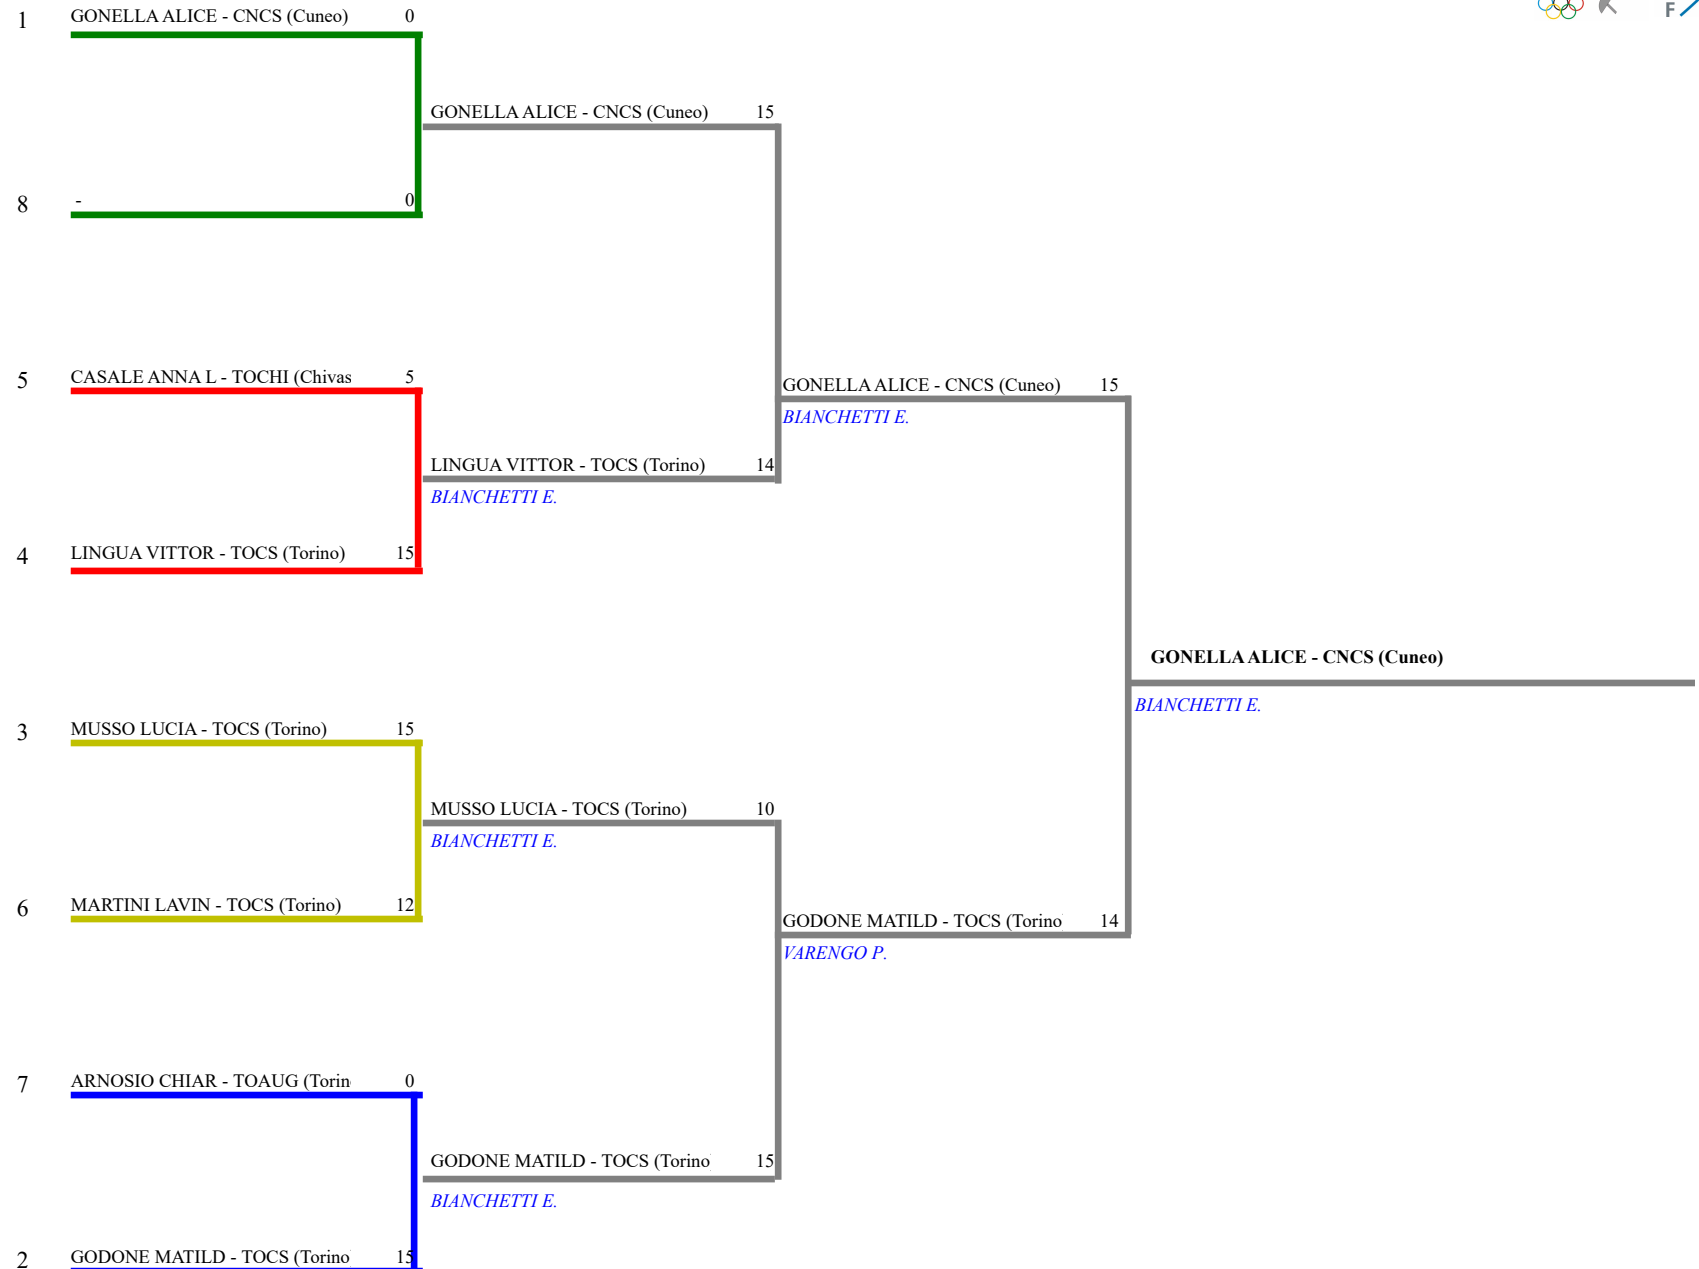 F
1 GONELLA ALICE - CNCS (Cuneo) 0
GONELLA ALICE - CNCS (Cuneo) 15
8 - 0
5 CASALE ANNA L - TOCHI (Chivas 5
GONELLA ALICE - CNCS (Cuneo) 15
BIANCHETTI E.
LINGUA VITTOR - TOCS (Torino) 14
BIANCHETTI E.
4 LINGUA VITTOR - TOCS (Torino) 15
GONELLA ALICE - CNCS (Cuneo)
BIANCHETTI E.
3 MUSSO LUCIA - TOCS (Torino) 15
MUSSO LUCIA - TOCS (Torino) 10
BIANCHETTI E.
6 MARTINI LAVIN - TOCS (Torino) 12
GODONE MATILD - TOCS (Torino 14
VARENGO P.
7 ARNOSIO CHIAR - TOAUG (Torin 0
GODONE MATILD - TOCS (Torino 15
BIANCHETTI E.
2 GODONE MATILD - TOCS (Torino 15